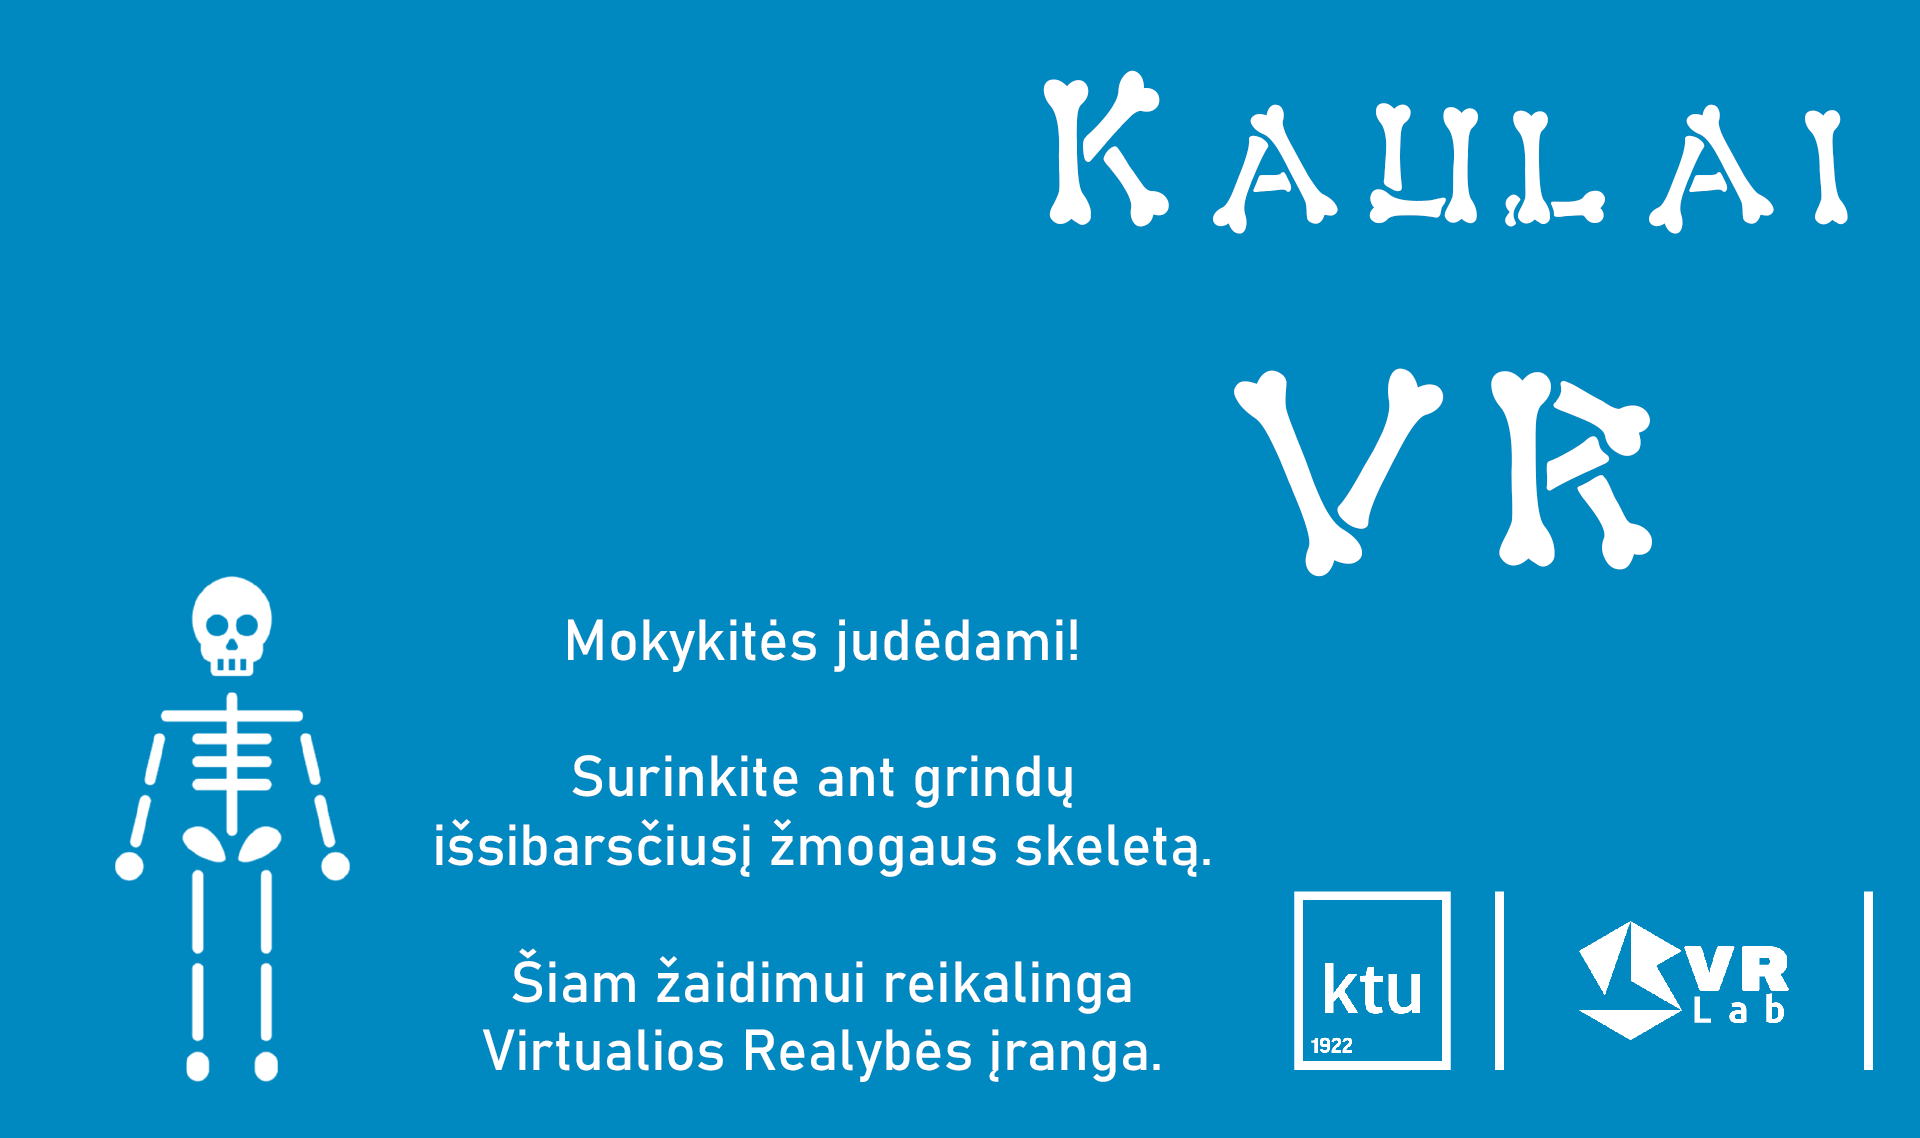 KAULAI
VR
Mokykitės judėdami!
Surinkite ant grindų
išsibarsčiusį žmogaus skeletą.
Šiam žaidimui reikalinga
Virtualios Realybės įranga.
ktu
1922
VR
Lab